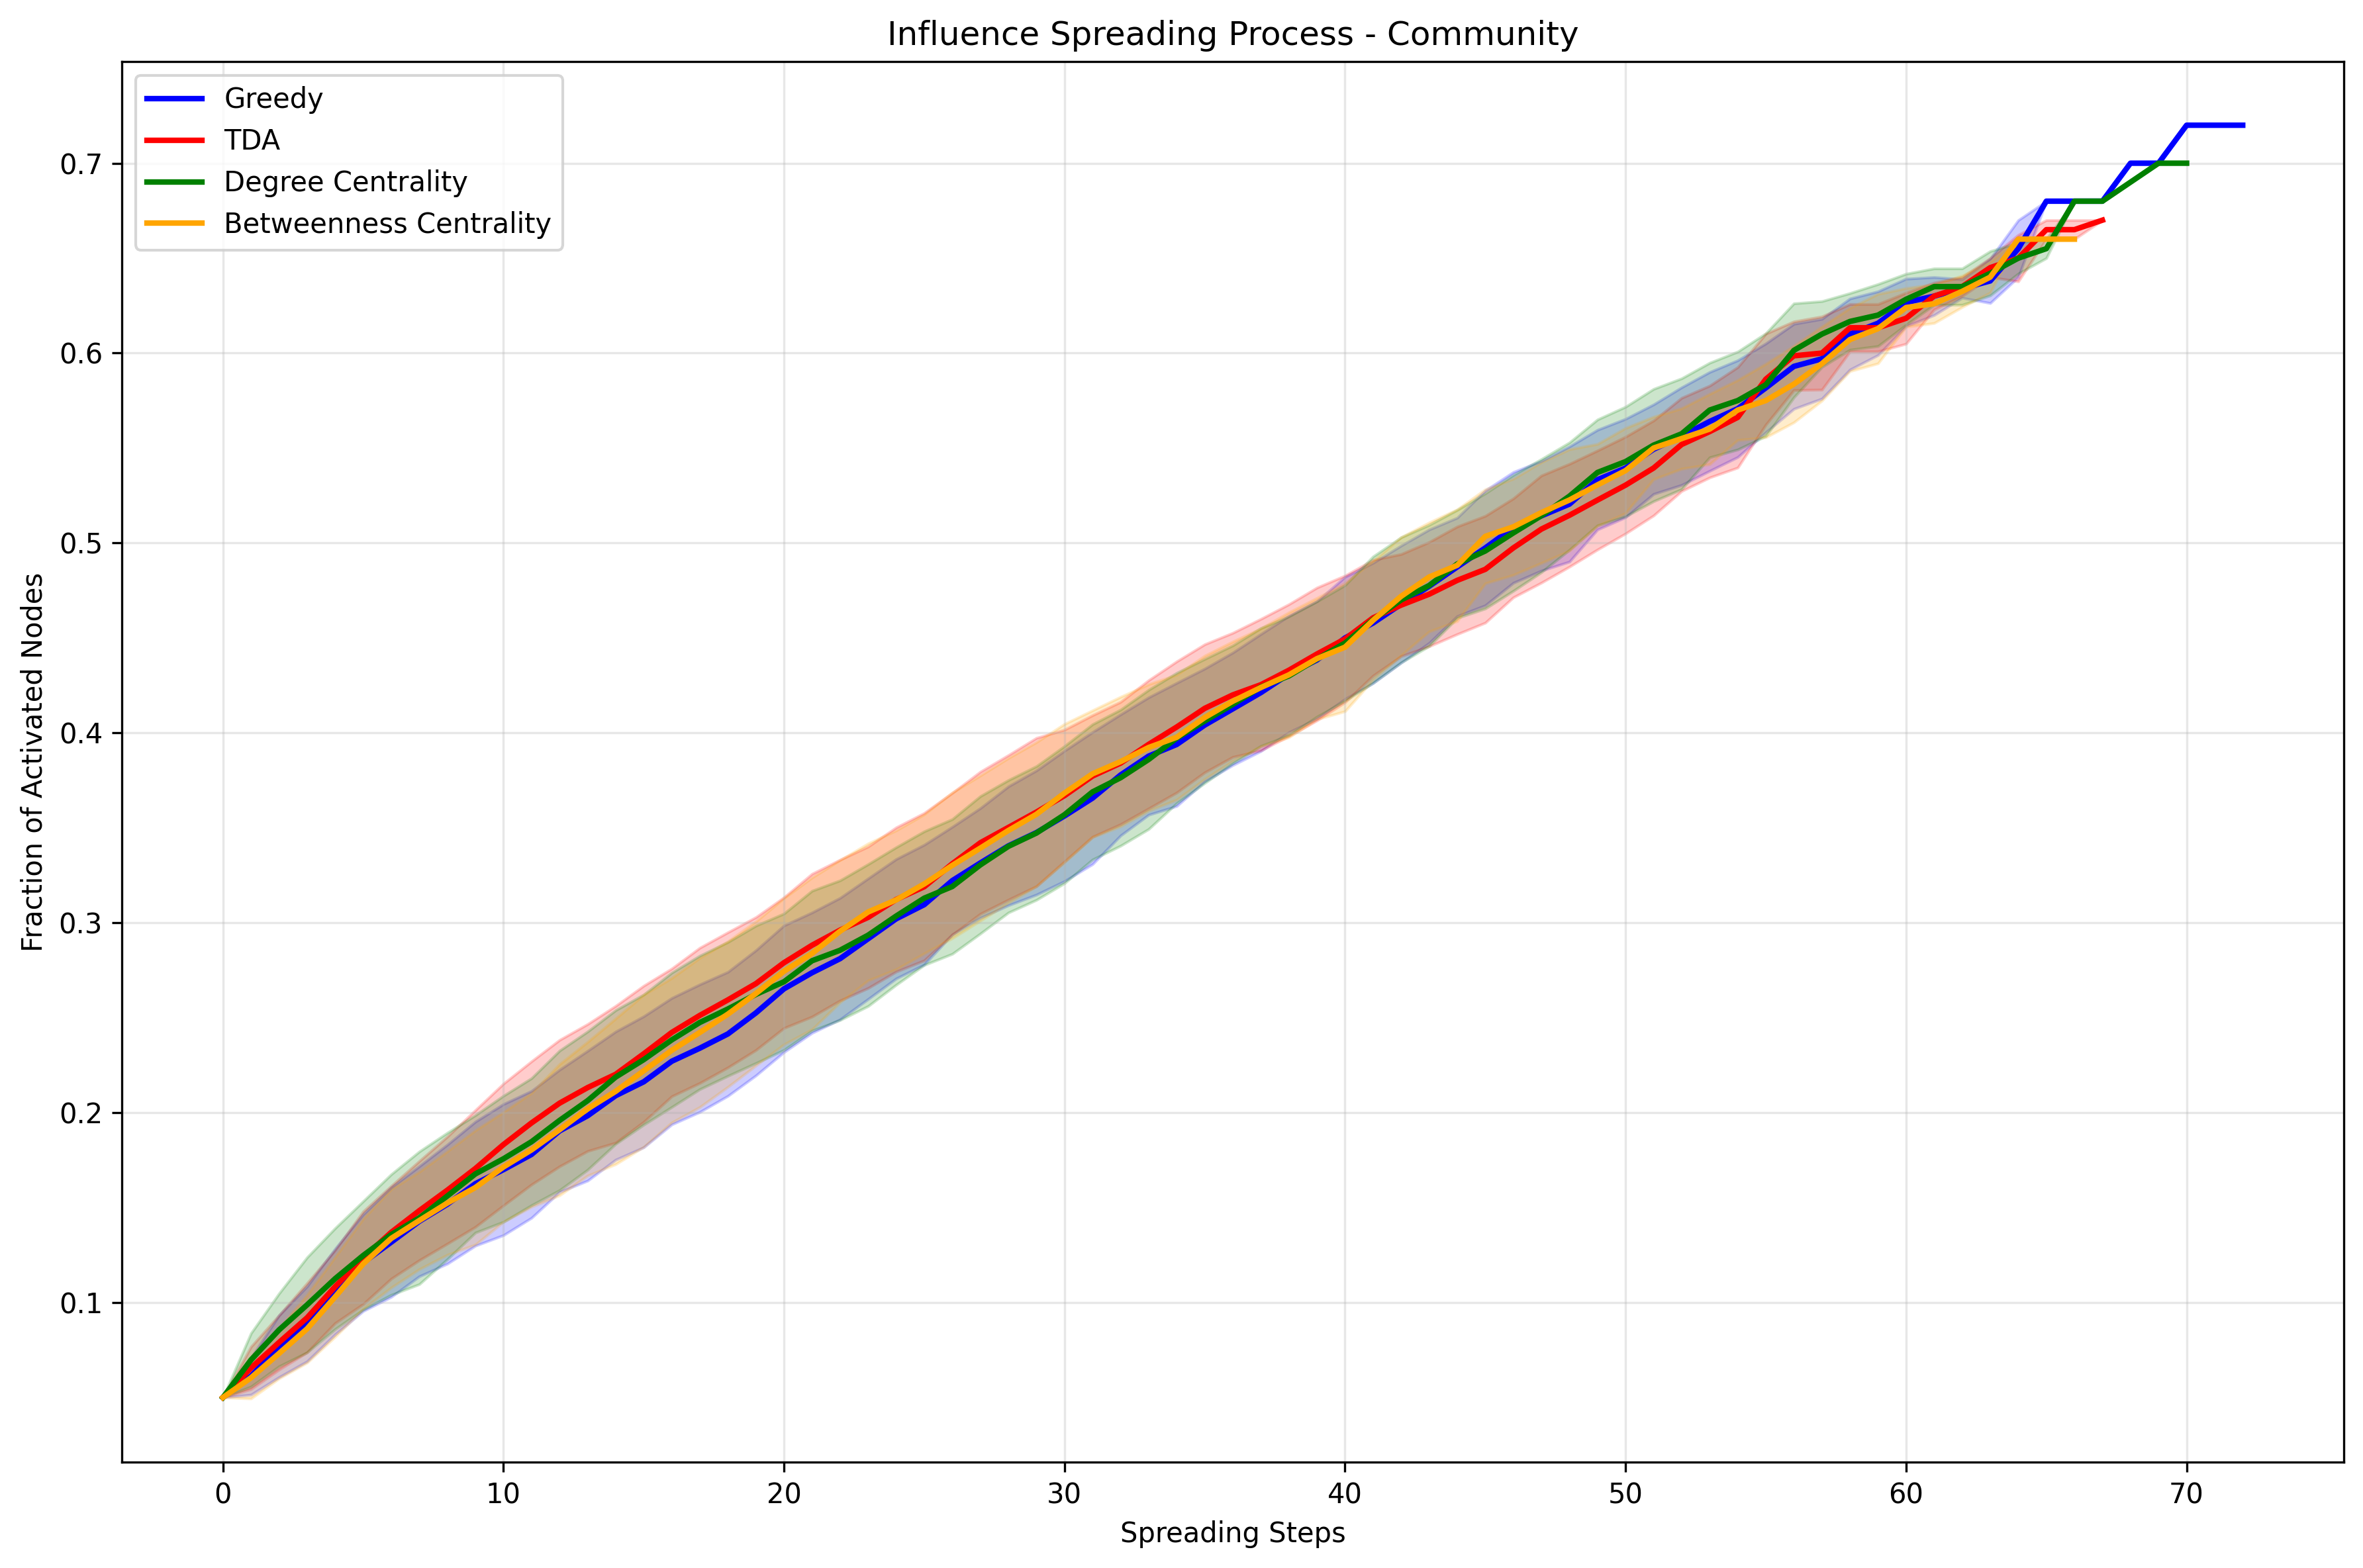 Influence Spreading Process - Community
Greedy
TDA
Degree Centrality
Betweenness Centrality
Fraction of Activated Nodes
0.7
0.6
0.5
0.4
0.3
0.2
0.1
0 10 20 30 40 50 60 70
Spreading Steps